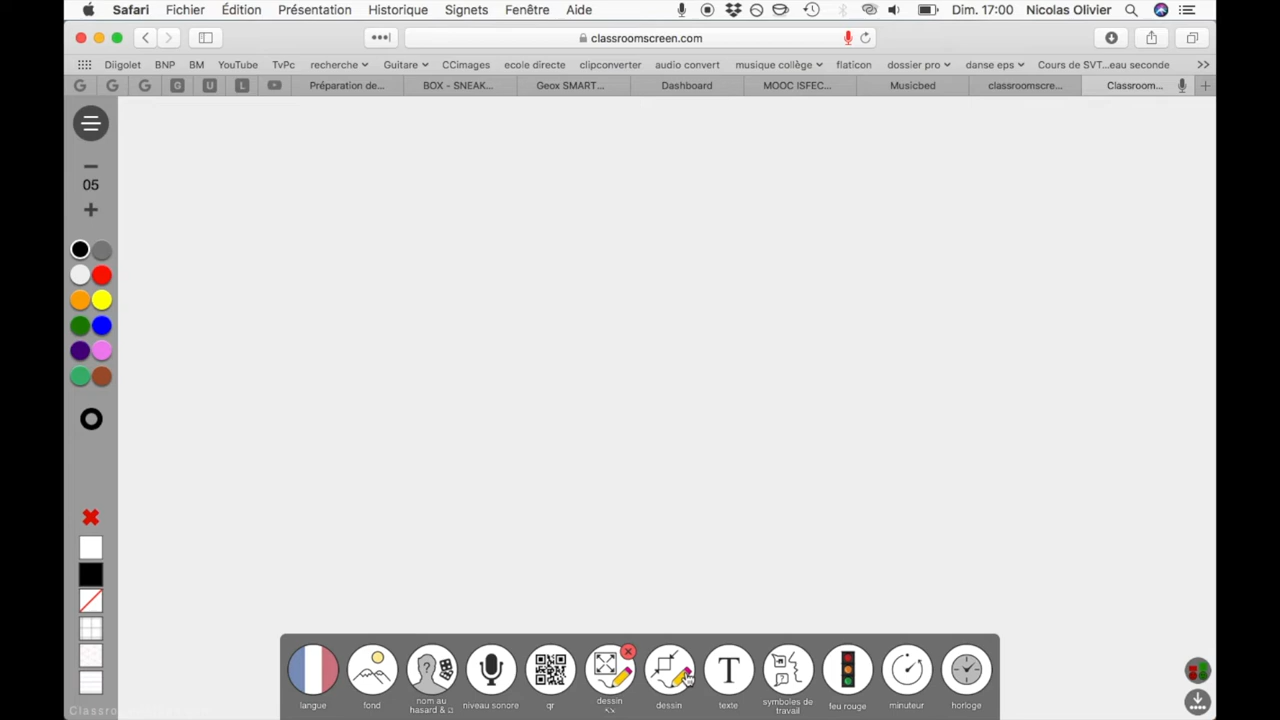 Safari Fichier Édition Présentation Historique Signets Fenêtre Aide Dim. 17:00 Nicolas Olivier
classroomscreen.com
Diigolet BNP BM YouTube TvPc recherche Guitare CCimages ecole directe clipconverter audio convert musique collège flaticon dossier pro danse eps Cours de SVT...eau seconde
G G G G U L Préparation de... BOX - SNEAK... Geox SMART... Dashboard MOOC ISFEC... Musicbed classroomscre... Classroom...
05
langue fond nom au hasard & niveau sonore qr dessin dessin T texte symboles de travail feu rouge minuteur horloge